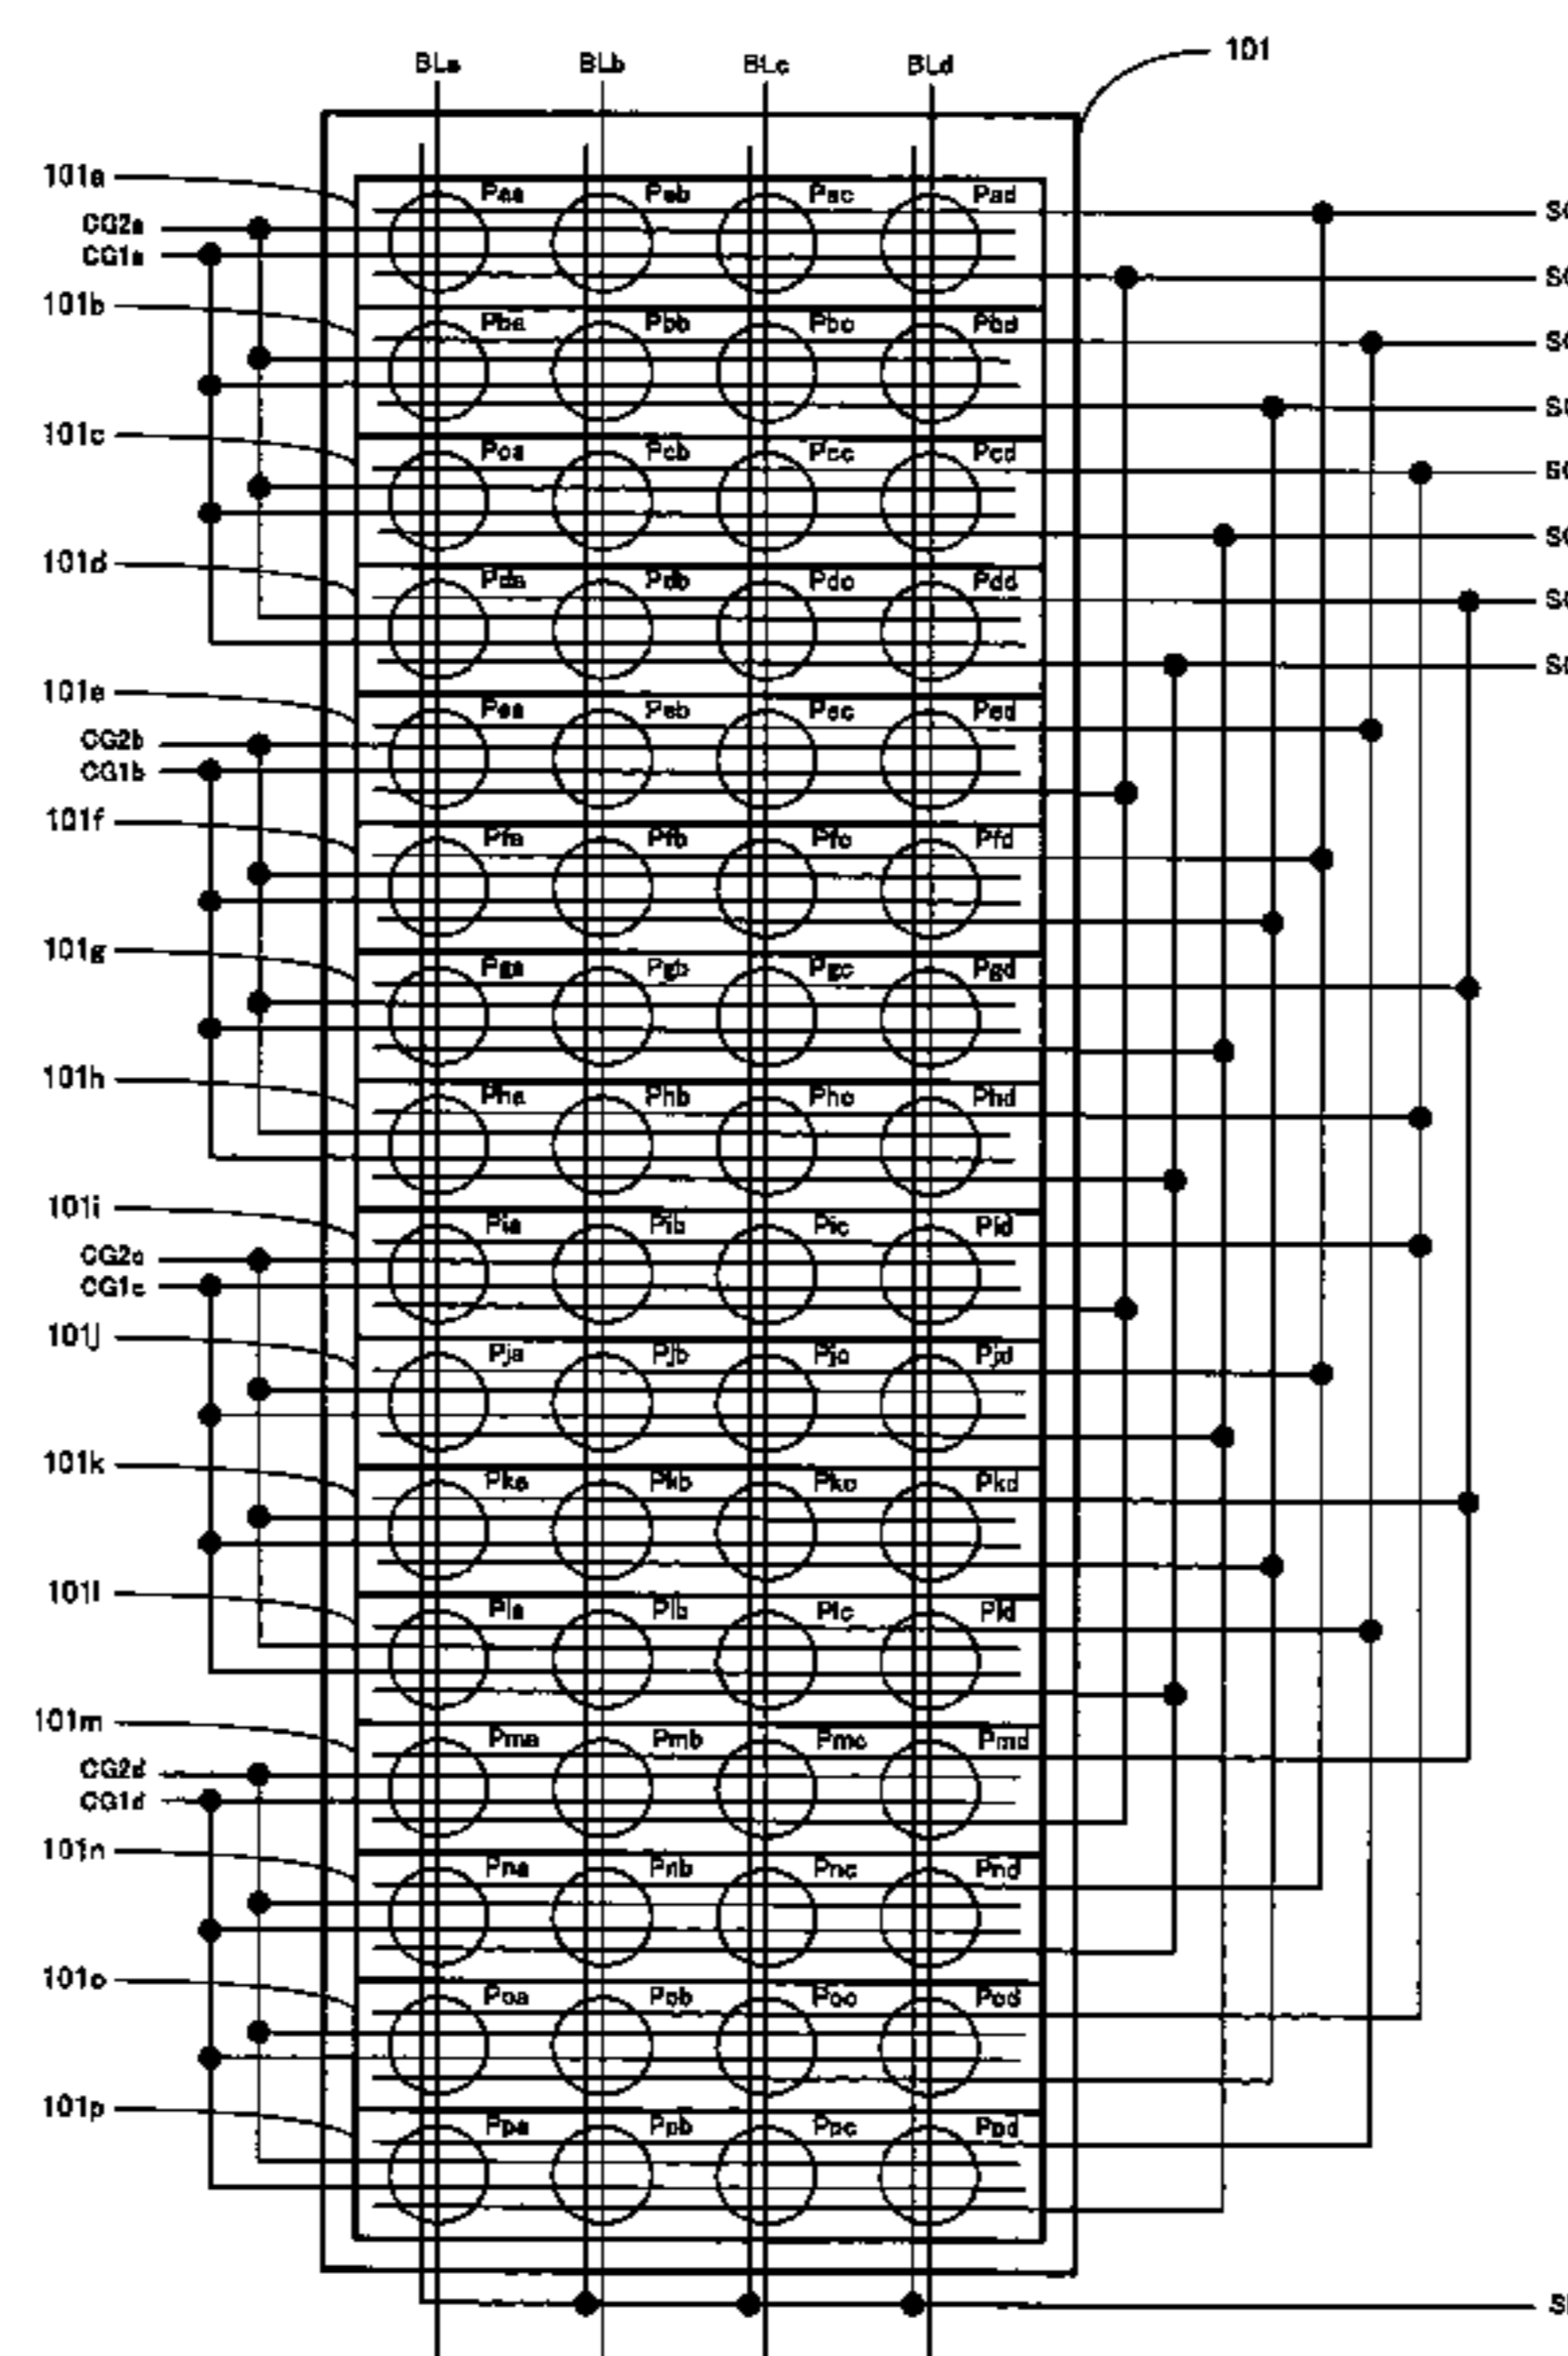 BLa BLb BLc BLd 101
101a Paa Pab Pac Pad
CG2a
CG1a
101b Pba Pbb Pbc Pbd
101c Pca Pcb Pcc Pcd
101d Pda Pdb Pdc Pdd
101e Pea Peb Pec Ped
CG2b
CG1b
101f Pfa Pfb Pfc Pfd
101g Pga Pgb Pgc Pgd
101h Pha Phb Phc Phd
101i Pia Pib Pic Pid
CG2c
CG1c
101j Pja Pjb Pjc Pjd
101k Pka Pkb Pkc Pkd
101l Pla Plb Plc Pld
101m Pma Pmb Pmc Pmd
CG2d
CG1d
101n Pna Pnb Pnc Pnd
101o Poa Pob Poc Pod
101p Ppa Ppb Ppc Ppd